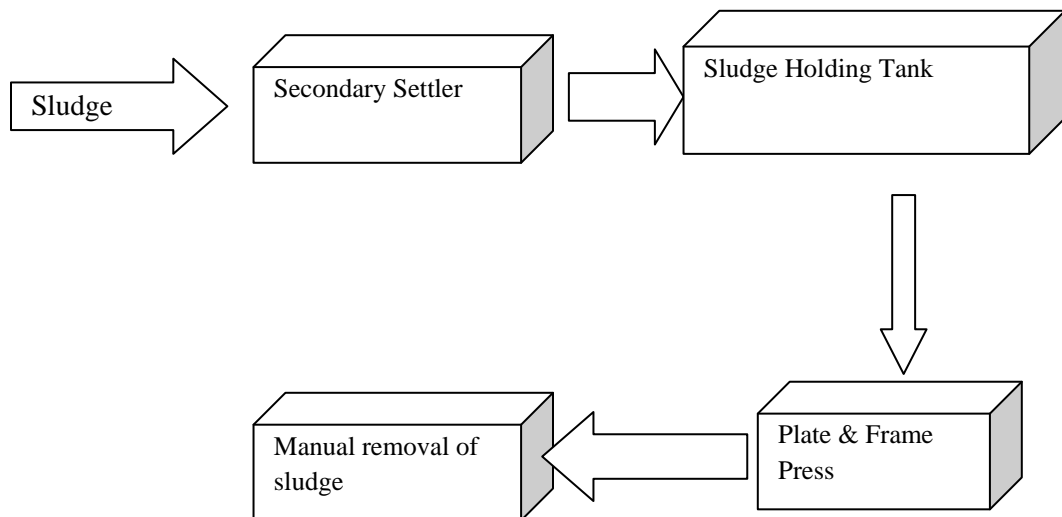 Sludge
Secondary Settler
Sludge Holding Tank
Plate & Frame
Press
Manual removal of
sludge